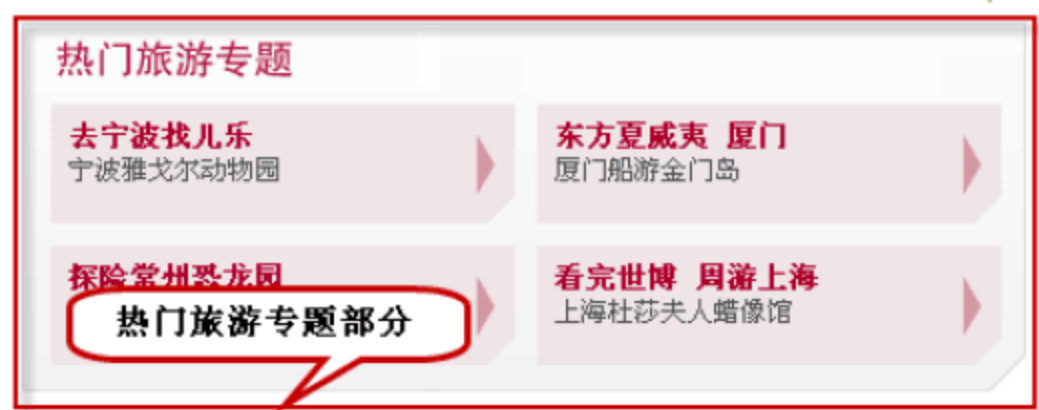 热门旅游专题
去宁波找儿乐
宁波雅戈尔动物园
东方夏威夷 厦门
厦门船游金门岛
探险常州恐龙园
看完世博 周游上海
上海杜莎夫人蜡像馆
热门旅游专题部分